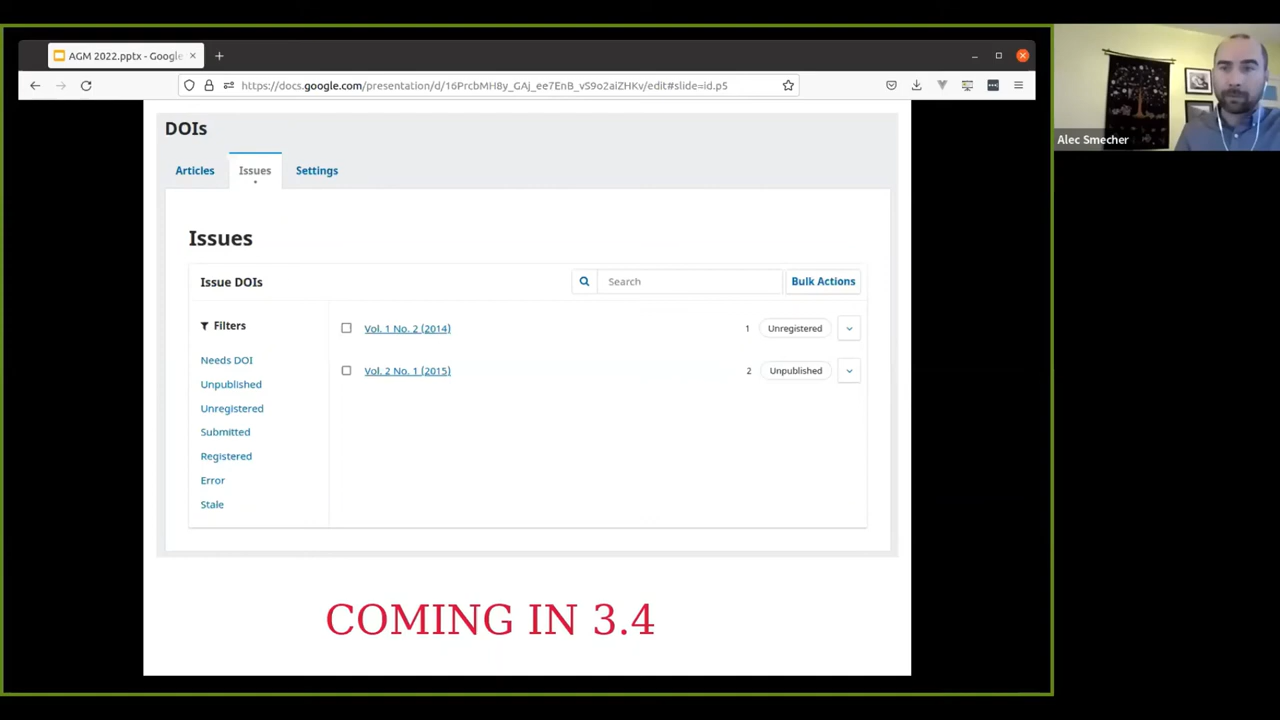 AGM 2022.pptx - Google
https://docs.google.com/presentation/d/16PrcbMH8y_GAj_ee7EnB_vS9o2aiZHKv/edit#slide=id.p5
Alec Smecher
DOIs
Articles Issues Settings
Issues
Issue DOIs Search Bulk Actions
Filters
Vol. 1 No. 2 (2014) 1 Unregistered
Needs DOI
Vol. 2 No. 1 (2015) 2 Unpublished
Unpublished
Unregistered
Submitted
Registered
Error
Stale
COMING IN 3.4